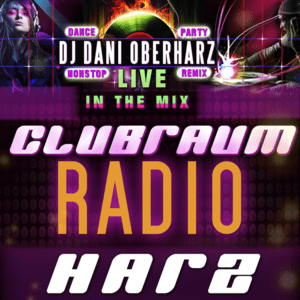 DANCE PARTY
DJ DANI OBERHARZ
NONSTOP REMIX
LIVE
IN THE MIX
CLUBRAUM
RADIO
HARZ